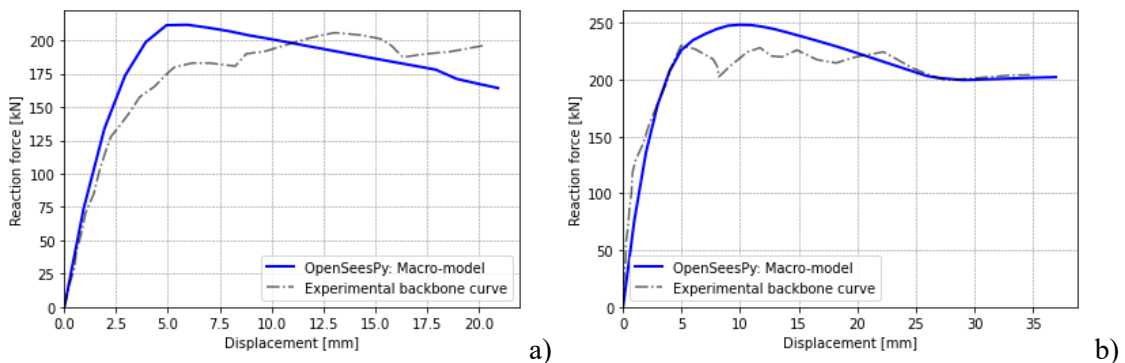 200
175
150
125
100
75
50
25
0
Reaction force [kN]
0.0 2.5 5.0 7.5 10.0 12.5 15.0 17.5 20.0
Displacement [mm]
OpenSeesPy: Macro-model
Experimental backbone curve
a)
250
200
150
100
50
0
Reaction force [kN]
0 5 10 15 20 25 30 35
Displacement [mm]
OpenSeesPy: Macro-model
Experimental backbone curve
b)